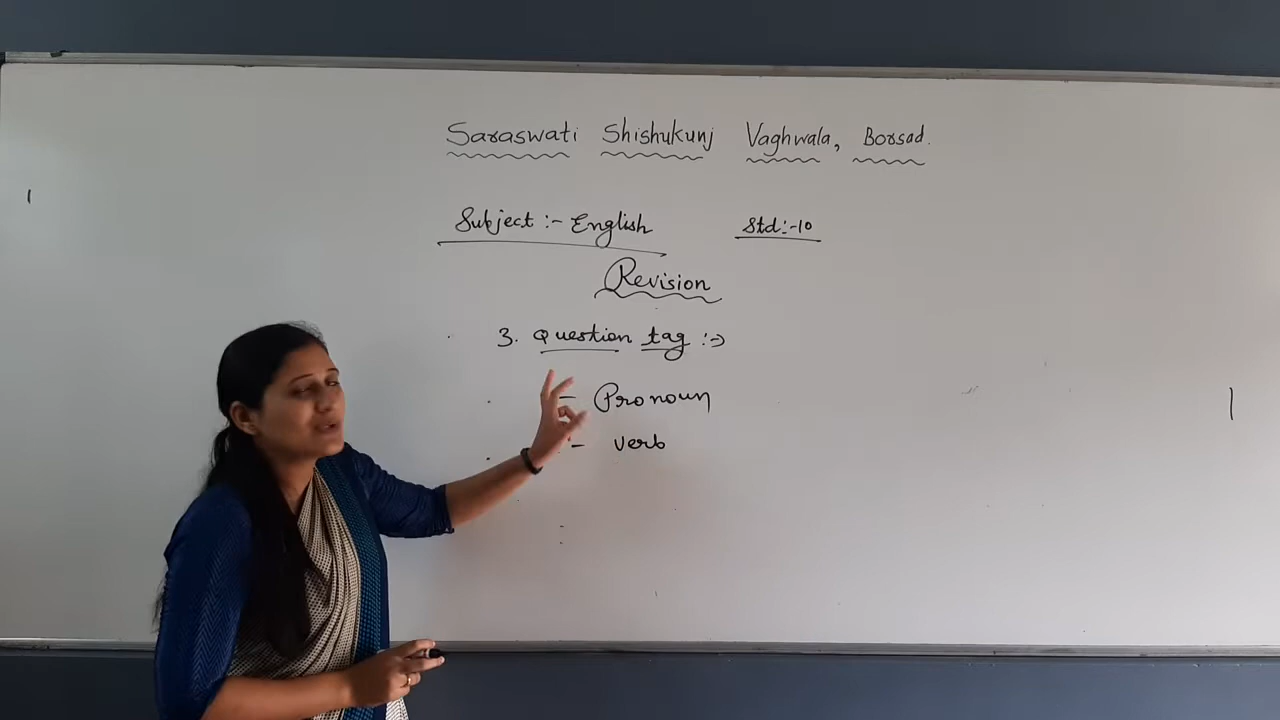 Saraswati Shishukunj Vaghwala, Borsad.
Subject :- English Std:-10
Revision
3. Question tag :->
- Pronoun
- verb